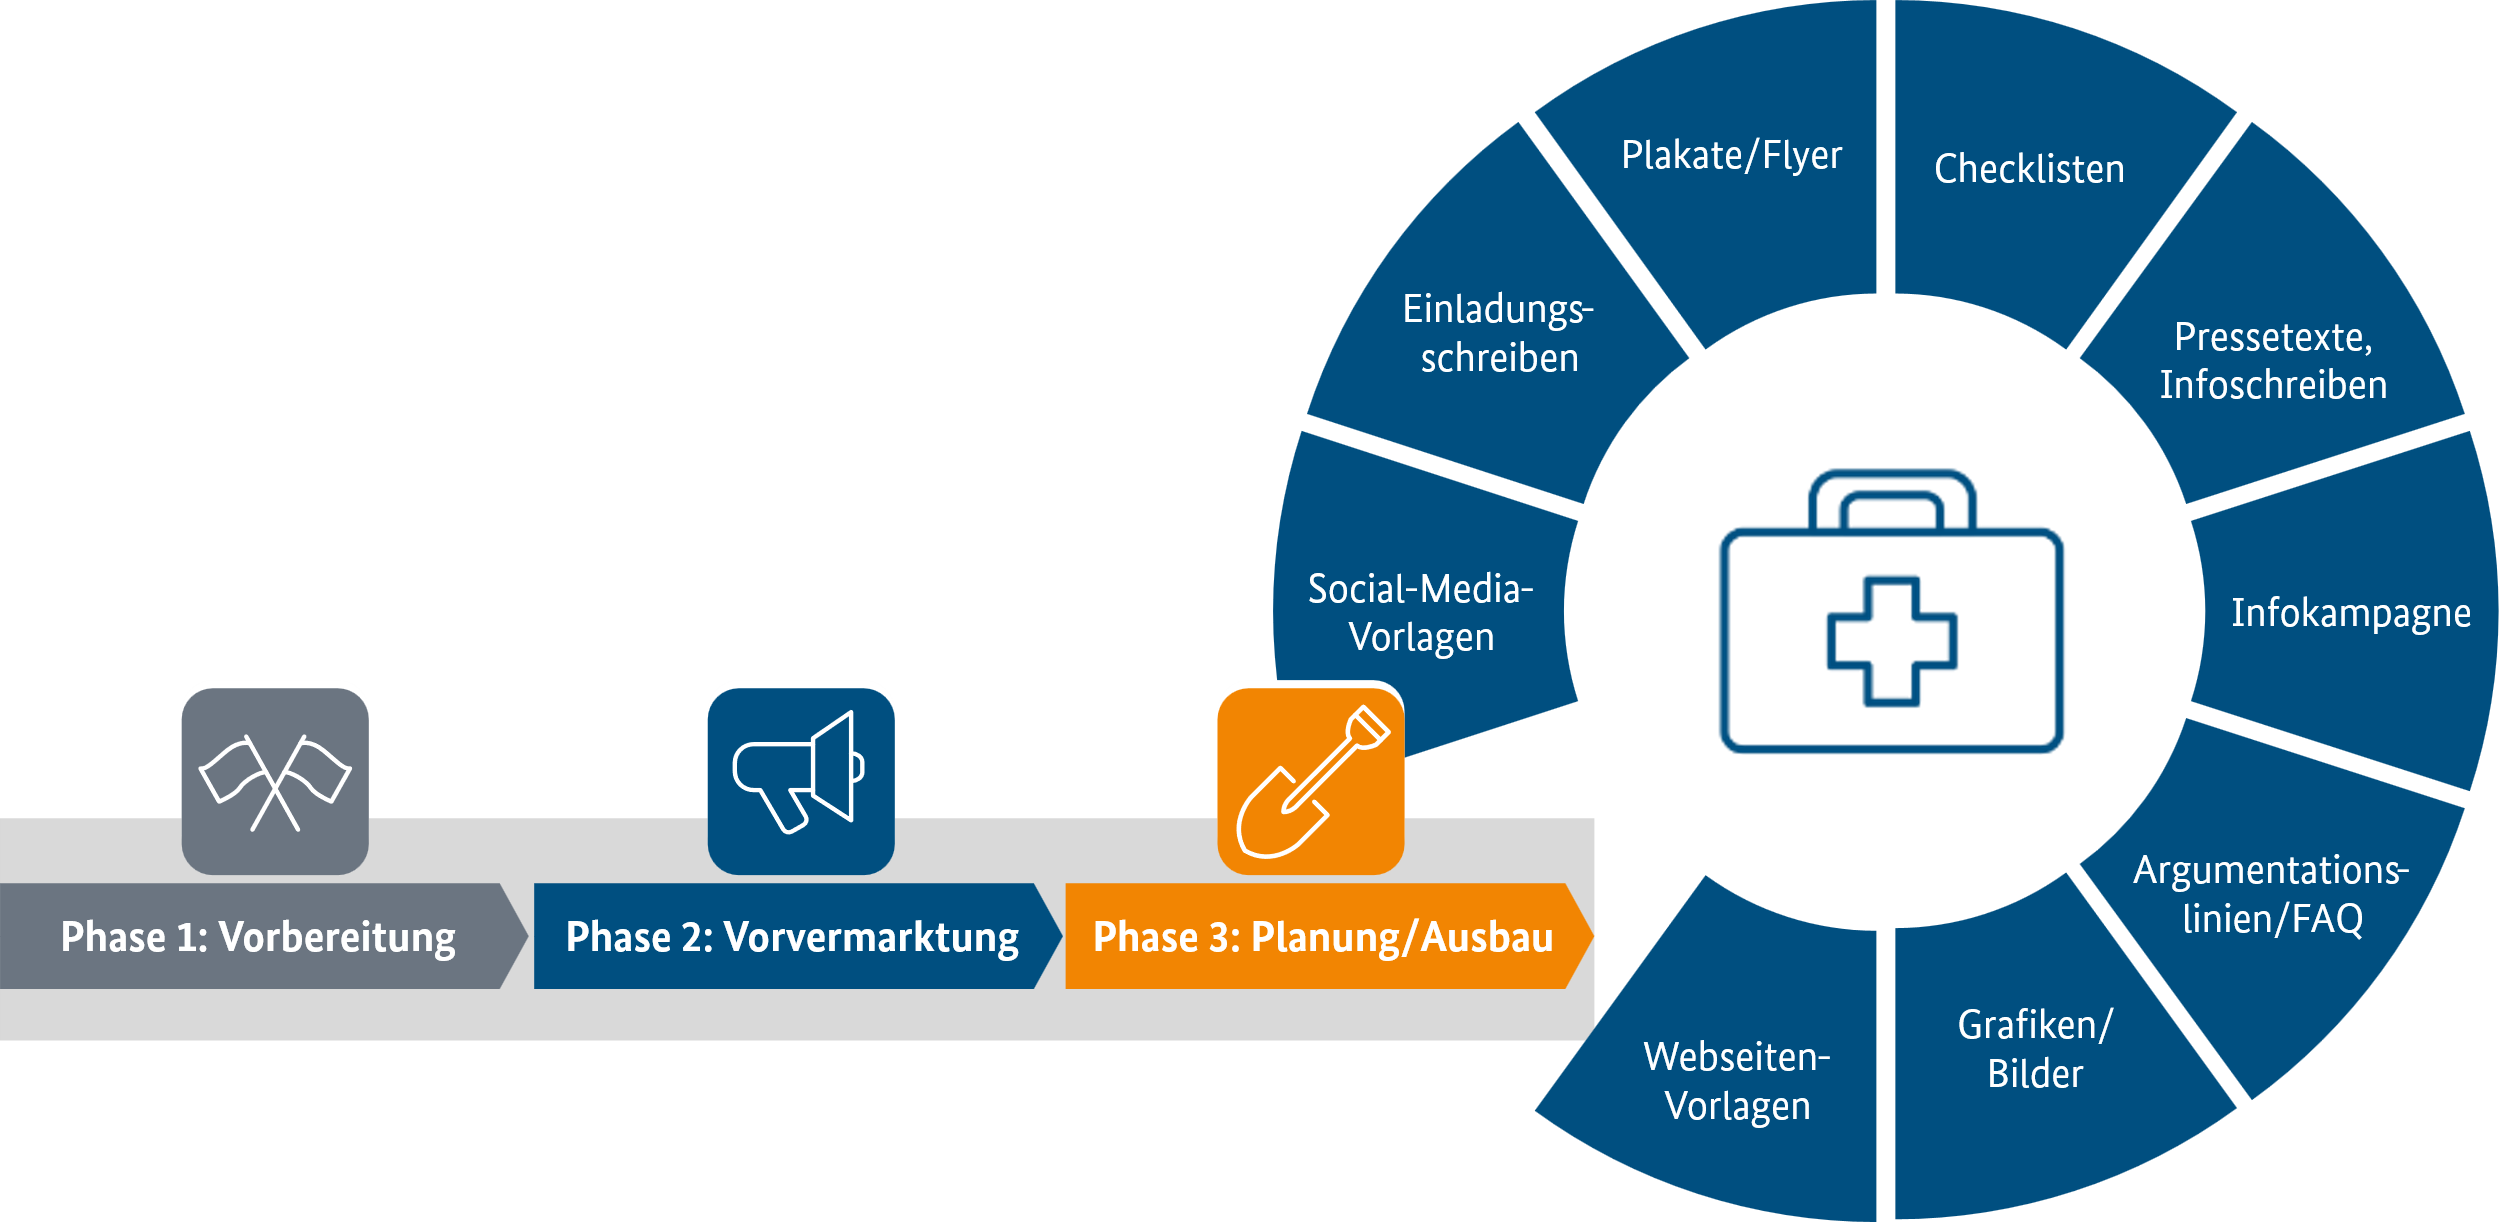 Plakate/Flyer
Checklisten
Einladungs-
schreiben
Pressetexte,
Infoschreiben
Social-Media-
Vorlagen
Infokampagne
Argumentations-
linien/FAQ
Grafiken/
Bilder
Webseiten-
Vorlagen
Phase 1: Vorbereitung
Phase 2: Vorvermarktung
Phase 3: Planung/Ausbau